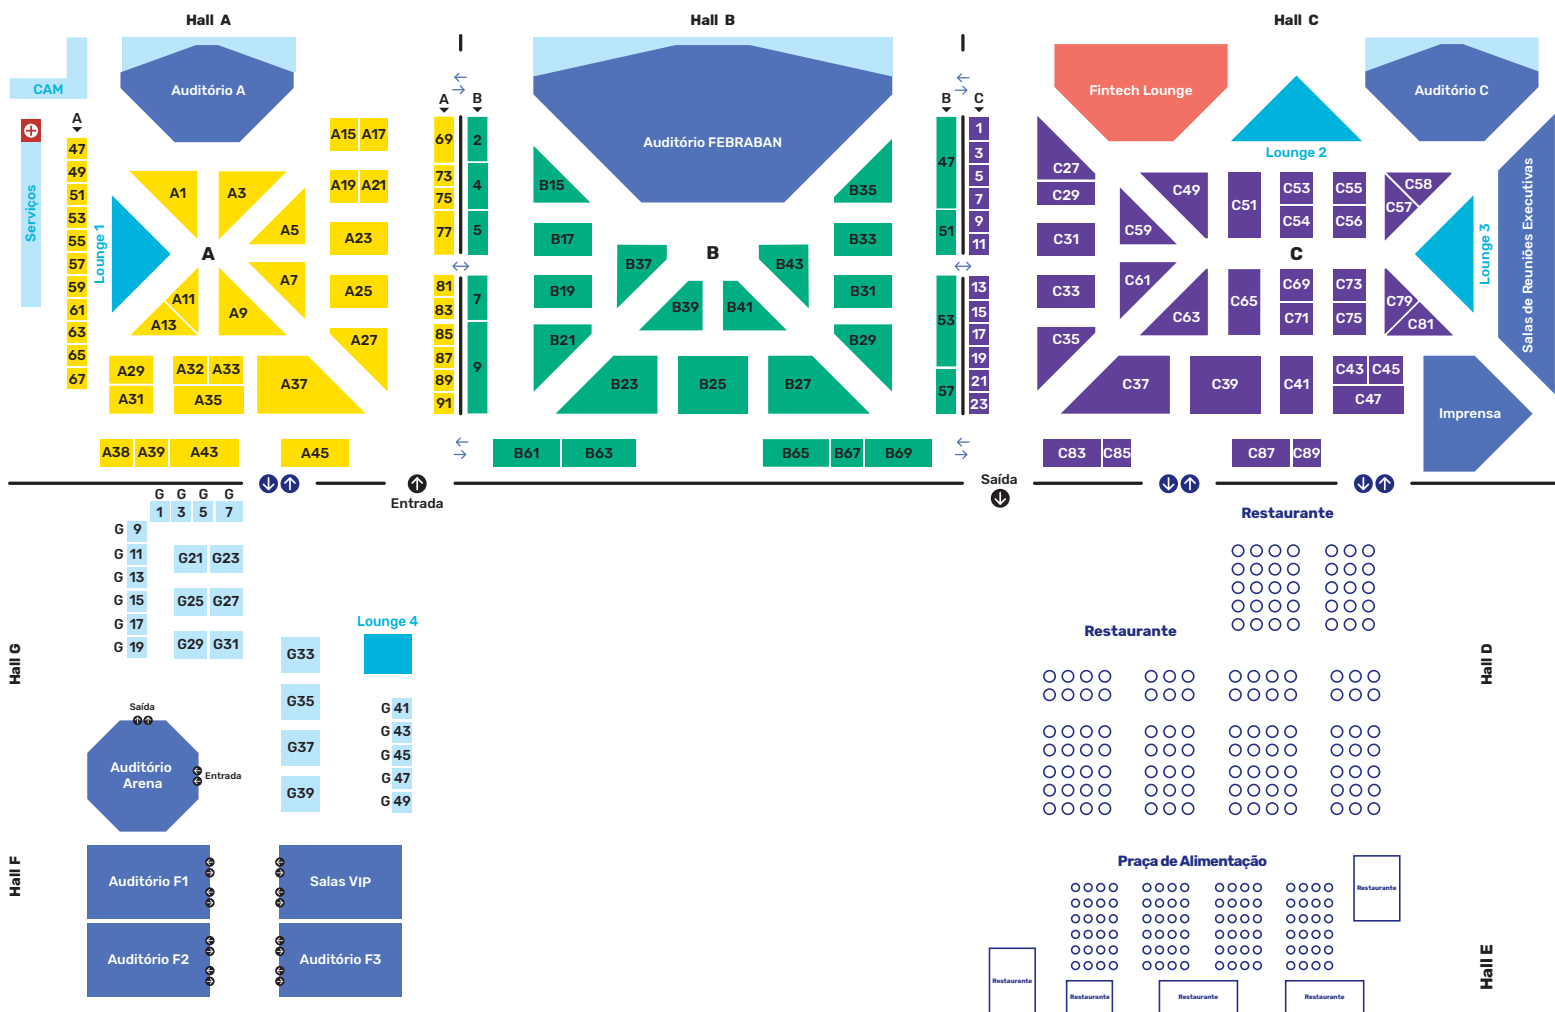 Hall A
Hall B
Hall C
CAM
Auditório A
Serviços
A
47
49
51
53
55
57
59
61
63
65
67
Lounge 1
A1
A3
A5
A7
A9
A11
A13
A
A15
A17
A19
A21
A23
A25
A27
A29
A31
A32
A33
A35
A37
A38
A39
A43
A45
A
69
73
75
77
81
83
85
87
89
91
B
2
4
5
7
9
Auditório FEBRABAN
B15
B17
B19
B21
B23
B25
B27
B29
B31
B33
B35
B37
B39
B41
B43
B
B61
B63
B65
B67
B69
B
47
51
53
57
C
1
3
5
7
9
11
13
15
17
19
21
23
Fintech Lounge
Lounge 2
Auditório C
Salas de Reuniões Executivas
Lounge 3
Imprensa
C27
C29
C31
C33
C35
C37
C39
C41
C43
C45
C47
C49
C51
C53
C54
C55
C56
C57
C58
C59
C61
C63
C65
C69
C71
C73
C75
C79
C81
C
C83
C85
C87
C89
Entrada
Saída
G
G
G
G
1
3
5
7
G 9
G 11
G 13
G 15
G 17
G 19
G21
G23
G25
G27
G29
G31
G33
G35
G37
G39
Lounge 4
G 41
G 43
G 45
G 47
G 49
Hall G
Saída
Auditório
Arena
Entrada
Hall F
Auditório F1
Salas VIP
Auditório F2
Auditório F3
Restaurante
Restaurante
Hall D
Praça de Alimentação
Restaurante
Restaurante
Restaurante
Restaurante
Restaurante
Hall E